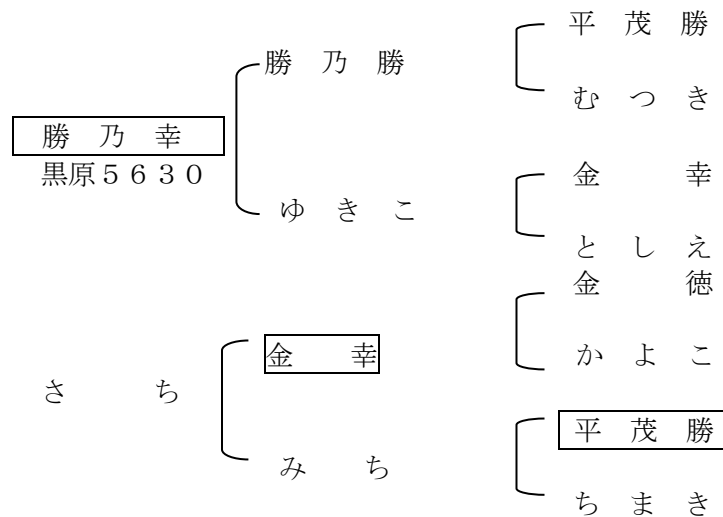 勝乃幸
黒原5630
勝乃勝
ゆきこ
平茂勝
むつき
金幸
としえ
さち
金幸
みち
金徳
かよこ
平茂勝
ちまき